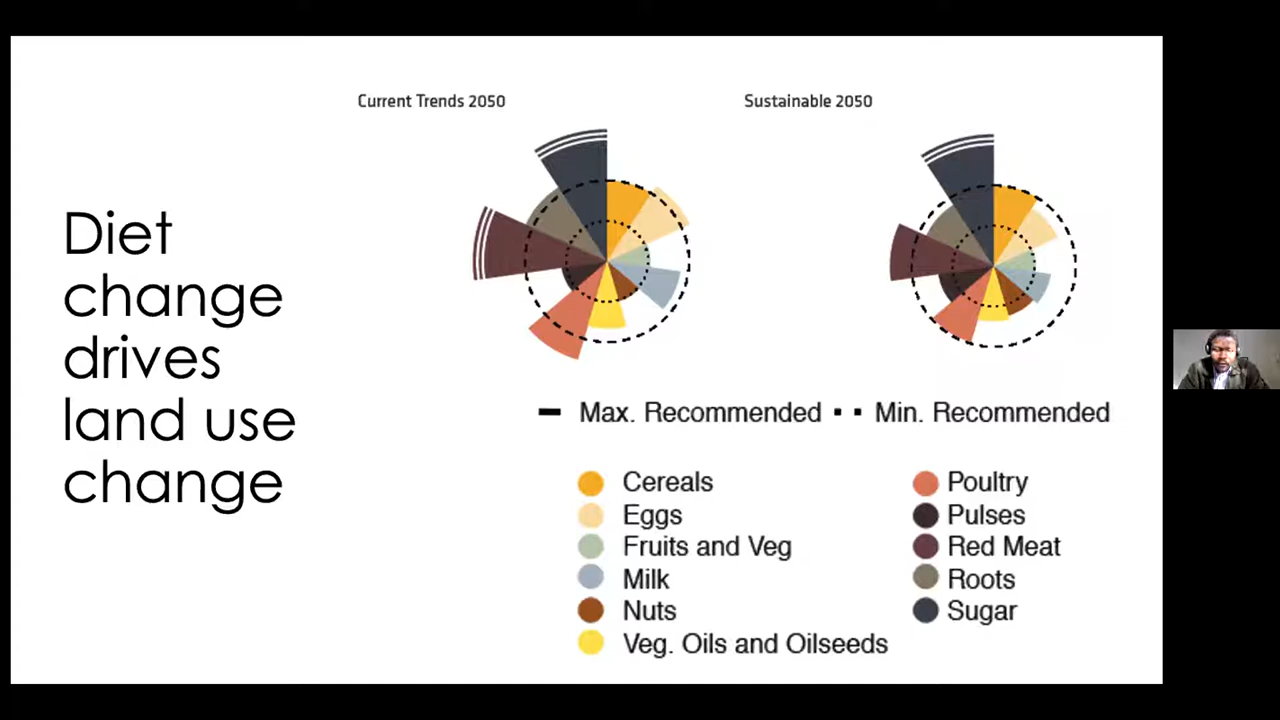 Diet
change
drives
land use
change
Current Trends 2050
Sustainable 2050
Max. Recommended
Min. Recommended
Cereals
Eggs
Fruits and Veg
Milk
Nuts
Veg. Oils and Oilseeds
Poultry
Pulses
Red Meat
Roots
Sugar